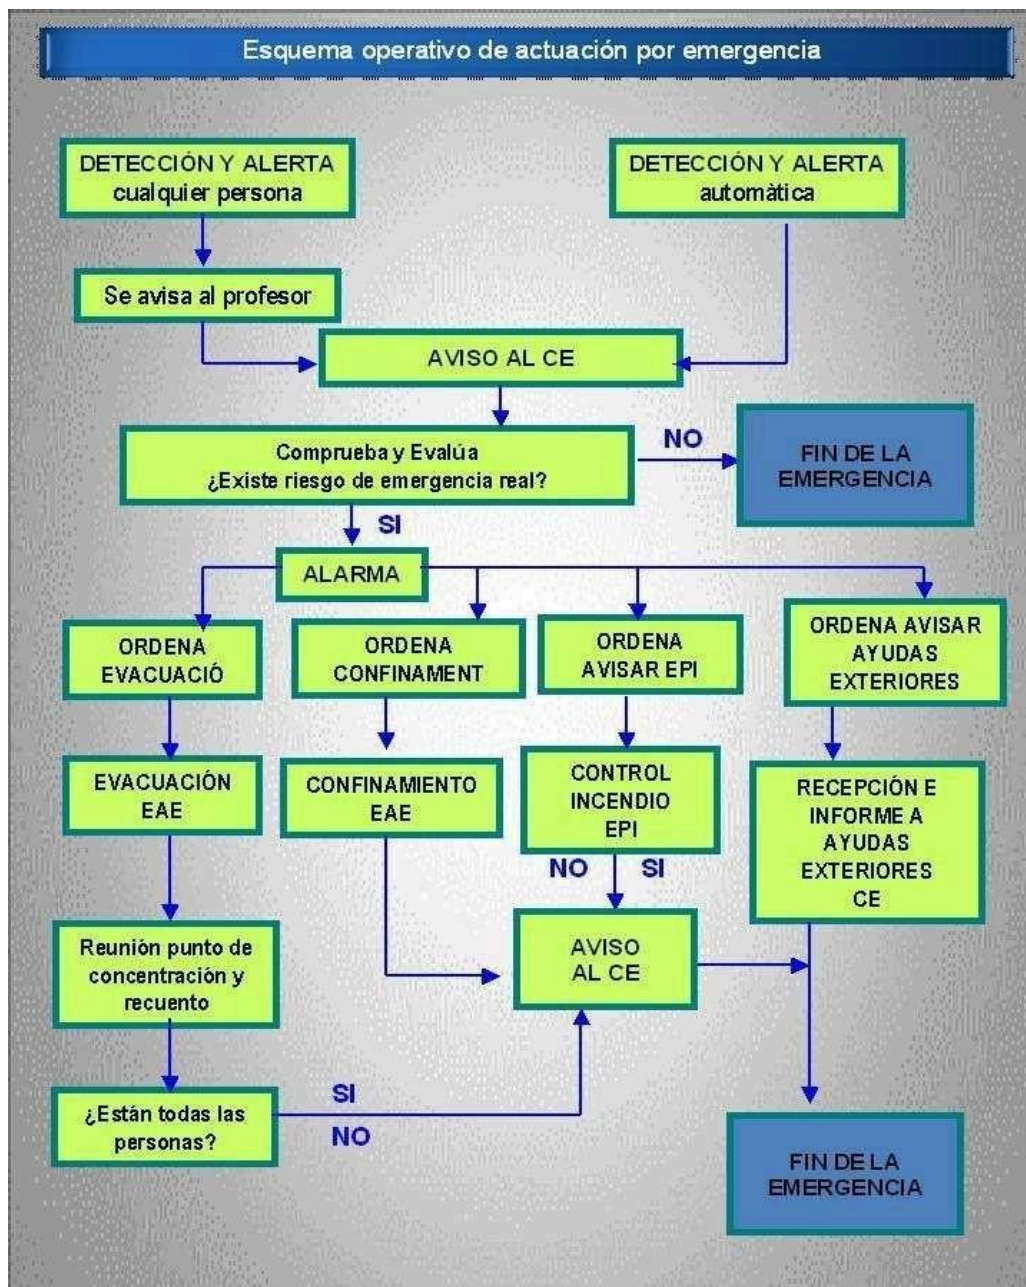 Esquema operativo de actuación por emergencia
DETECCIÓN Y ALERTA
cualquier persona
DETECCIÓN Y ALERTA
automàtica
Se avisa al profesor
AVISO AL CE
Comprueba y Evalúa
¿Existe riesgo de emergencia real?
NO
FIN DE LA
EMERGENCIA
SI
ALARMA
ORDENA
EVACUACIÓ
ORDENA
CONFINAMENT
ORDENA
AVISAR EPI
ORDENA AVISAR
AYUDAS
EXTERIORES
EVACUACIÓN
EAE
CONFINAMIENTO
EAE
CONTROL
INCENDIO
EPI
RECEPCIÓN E
INFORME A
AYUDAS
EXTERIORES
CE
NO
SI
Reunión punto de
concentración y
recuento
AVISO
AL CE
¿Están todas las
personas?
SI
NO
FIN DE LA
EMERGENCIA